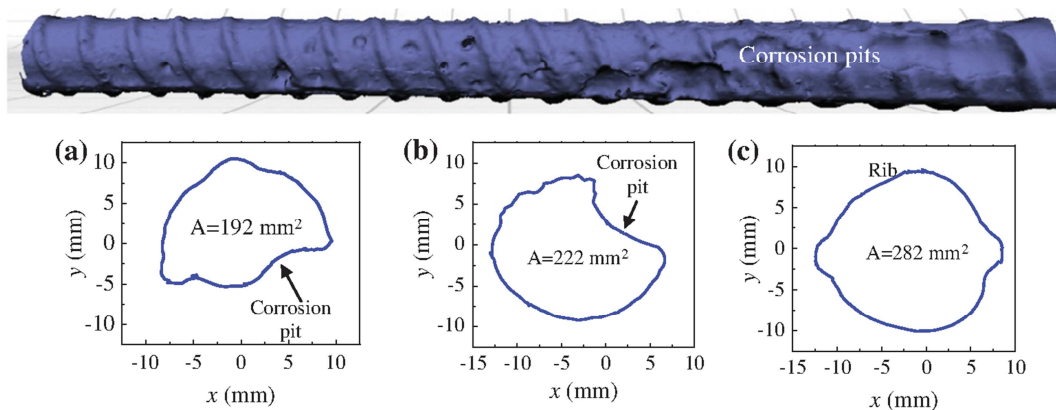 Corrosion pits
(a)
10
5
0
-5
-10
y (mm)
A=192 mm²
Corrosion
pit
-10 -5 0 5 10
x (mm)
(b)
10
5
0
-5
-10
y (mm)
Corrosion
pit
A=222 mm²
-15 -10 -5 0 5 10
x (mm)
(c)
10
5
0
-5
-10
y (mm)
Rib
A=282 mm²
-15 -10 -5 0 5 10
x (mm)